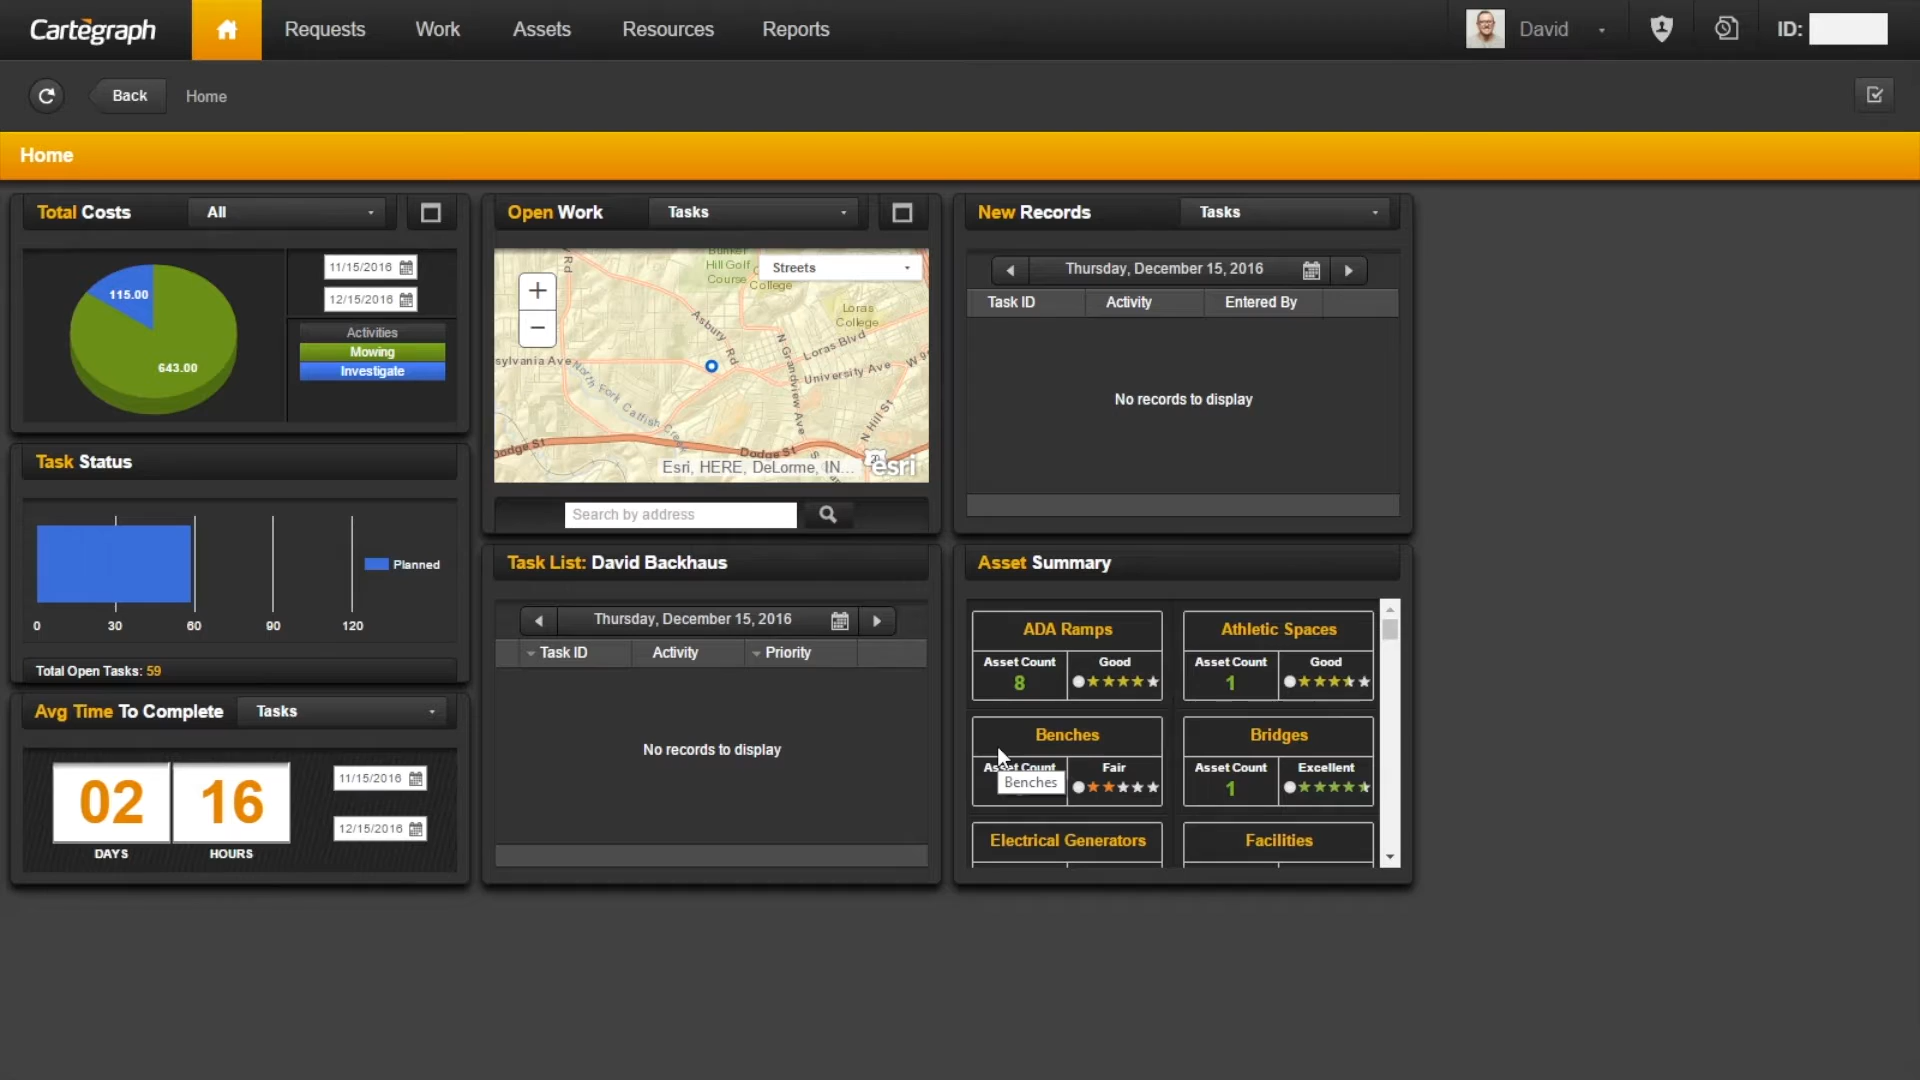 Cartegraph
Requests
Work
Assets
Resources
Reports
David
ID:
Back
Home
Home
Total Costs
All
115.00
643.00
11/15/2016
12/15/2016
Activities
Mowing
Investigate
Task Status
Planned
0 30 60 90 120
Total Open Tasks: 59
Avg Time To Complete
Tasks
02
16
DAYS
HOURS
11/15/2016
12/15/2016
Open Work
Tasks
+
−
Streets
Bunker
Hill Golf
Course
College
Loras
College
Rd
Asbury Rd
Loras Blvd
sylvania Ave
N Grandview Ave
University Ave
W 9
North Fork Catfish Creek
N Hill St
Dodge St
Dodge St
Esri, HERE, DeLorme, IN...
esri
Search by address
Task List: David Backhaus
Thursday, December 15, 2016
Task ID
Activity
Priority
No records to display
New Records
Tasks
Thursday, December 15, 2016
Task ID
Activity
Entered By
No records to display
Asset Summary
ADA Ramps
Asset Count
8
Good
Athletic Spaces
Asset Count
1
Good
Benches
Asset Count
Fair
Benches
Bridges
Asset Count
1
Excellent
Electrical Generators
Facilities